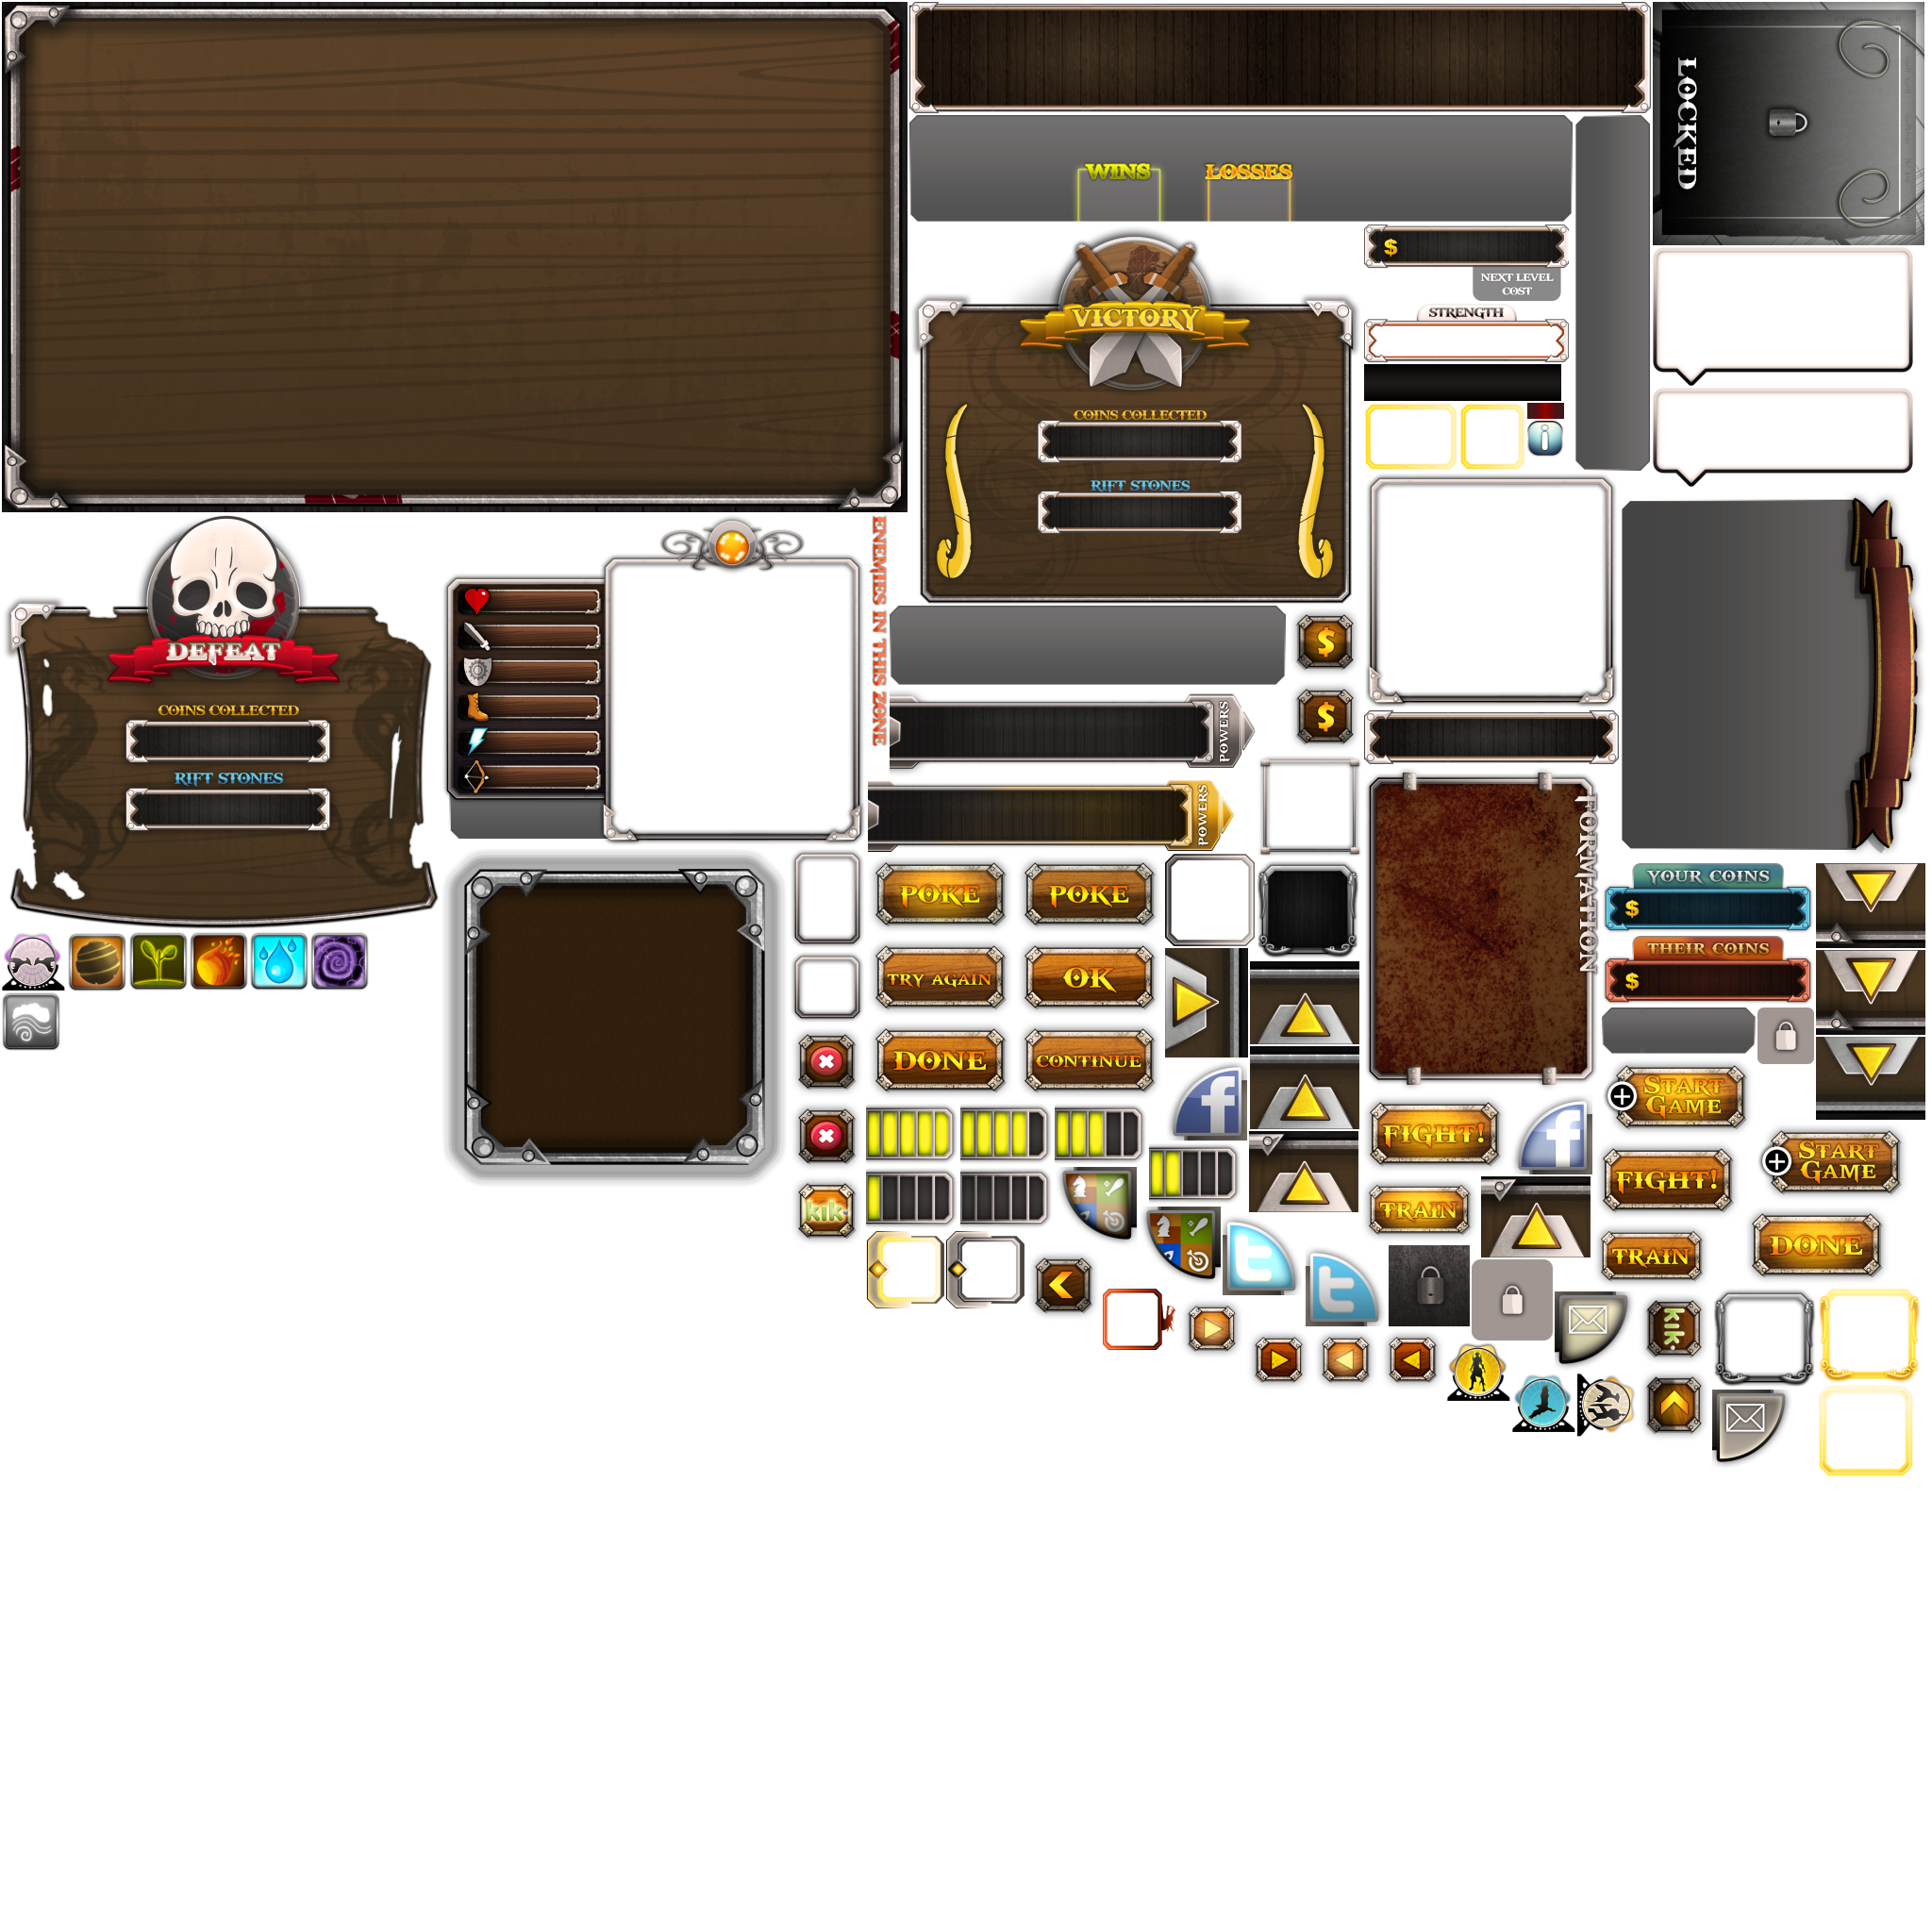 LOCKED
WINS
LOSSES
$
NEXT LEVEL
COST
STRENGTH
VICTORY
COINS COLLECTED
RIFT STONES
i
DEFEAT
COINS COLLECTED
RIFT STONES
ENEMIES IN THIS ZONE
$
$
POWERS
POWERS
FORMATION
YOUR COINS
$
THEIR COINS
$
POKE
POKE
TRY AGAIN
OK
DONE
CONTINUE
f
f
START
GAME
FIGHT!
FIGHT!
START
GAME
kik
TRAIN
TRAIN
DONE
t
t
kik